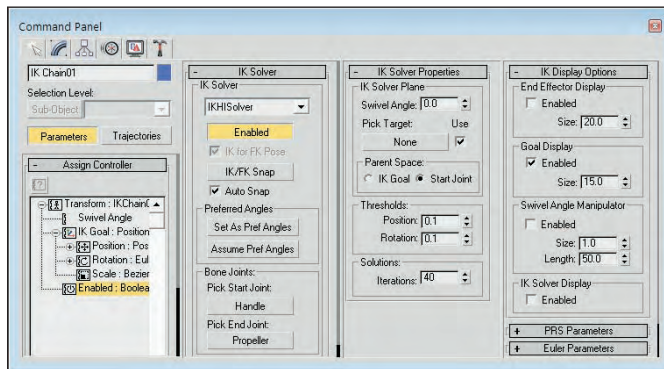 Command Panel
IK Chain01
Selection Level:
Sub-Object
Parameters
Trajectories
- Assign Controller
?
Transform : IKChain
Swivel Angle
IK Goal : Position
Position : Pos
Rotation : Eul
Scale : Bezier
Enabled : Boolea
- IK Solver
IK Solver
IKHISolver
Enabled
IK for FK Pose
IK/FK Snap
Auto Snap
Preferred Angles
Set As Pref Angles
Assume Pref Angles
Bone Joints:
Pick Start Joint:
Handle
Pick End Joint:
Propeller
- IK Solver Properties
IK Solver Plane
Swivel Angle: 0.0
Pick Target: Use
None
Parent Space:
IK Goal Start Joint
Thresholds:
Position: 0.1
Rotation: 0.1
Solutions:
Iterations: 40
- IK Display Options
End Effector Display
Enabled
Size: 20.0
Goal Display
Enabled
Size: 15.0
Swivel Angle Manipulator
Enabled
Size: 1.0
Length: 50.0
IK Solver Display
Enabled
+ PRS Parameters
+ Euler Parameters